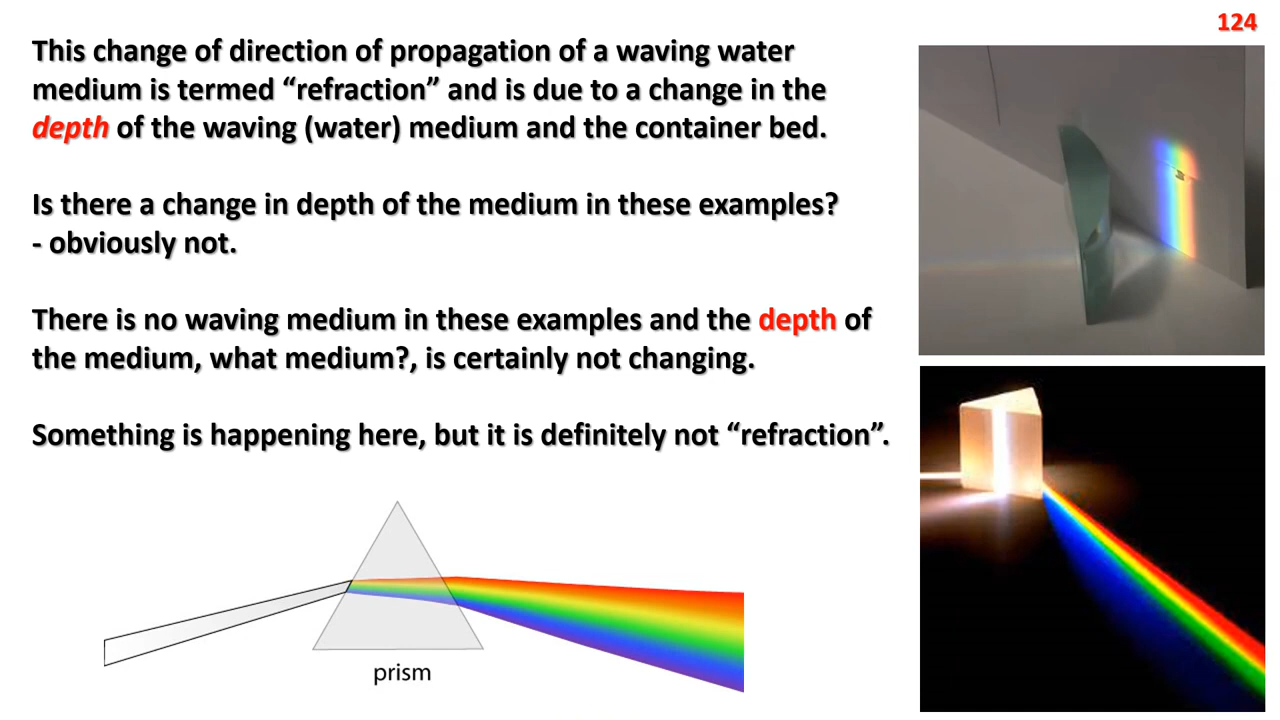 124
This change of direction of propagation of a waving water
medium is termed “refraction” and is due to a change in the
depth of the waving (water) medium and the container bed.
Is there a change in depth of the medium in these examples?
- obviously not.
There is no waving medium in these examples and the depth of
the medium, what medium?, is certainly not changing.
Something is happening here, but it is definitely not “refraction”.
prism